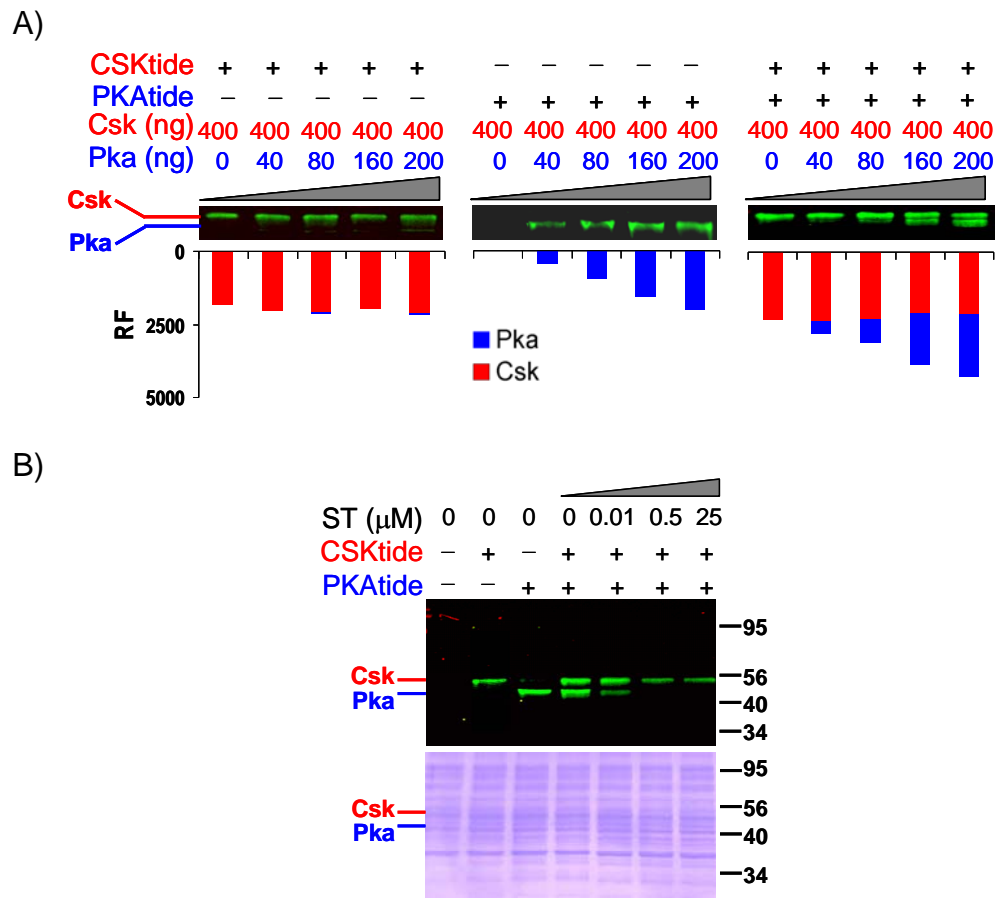 A)
CSKtide + + + + + – – – – – + + + + +
PKAtide – – – – – + + + + + + + + + +
Csk (ng) 400 400 400 400 400 400 400 400 400 400 400 400 400 400 400
Pka (ng) 0 40 80 160 200 0 40 80 160 200 0 40 80 160 200
Csk
Pka
0
2500
5000
RF
Pka
Csk
B)
ST (μM) 0 0 0 0 0.01 0.5 25
CSKtide – + – + + + +
PKAtide – – + + + + +
Csk
Pka
95
56
40
34
Csk
Pka
95
56
40
34